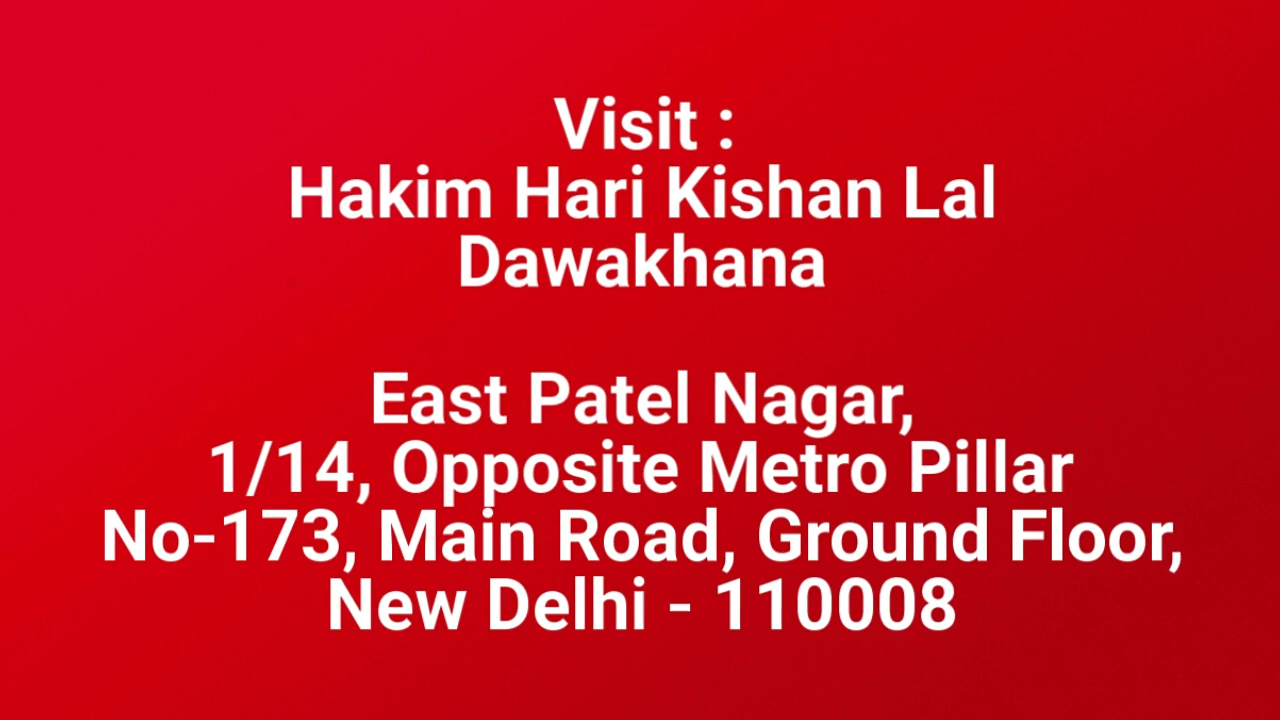 Visit :
Hakim Hari Kishan Lal
Dawakhana
East Patel Nagar,
1/14, Opposite Metro Pillar
No-173, Main Road, Ground Floor,
New Delhi - 110008